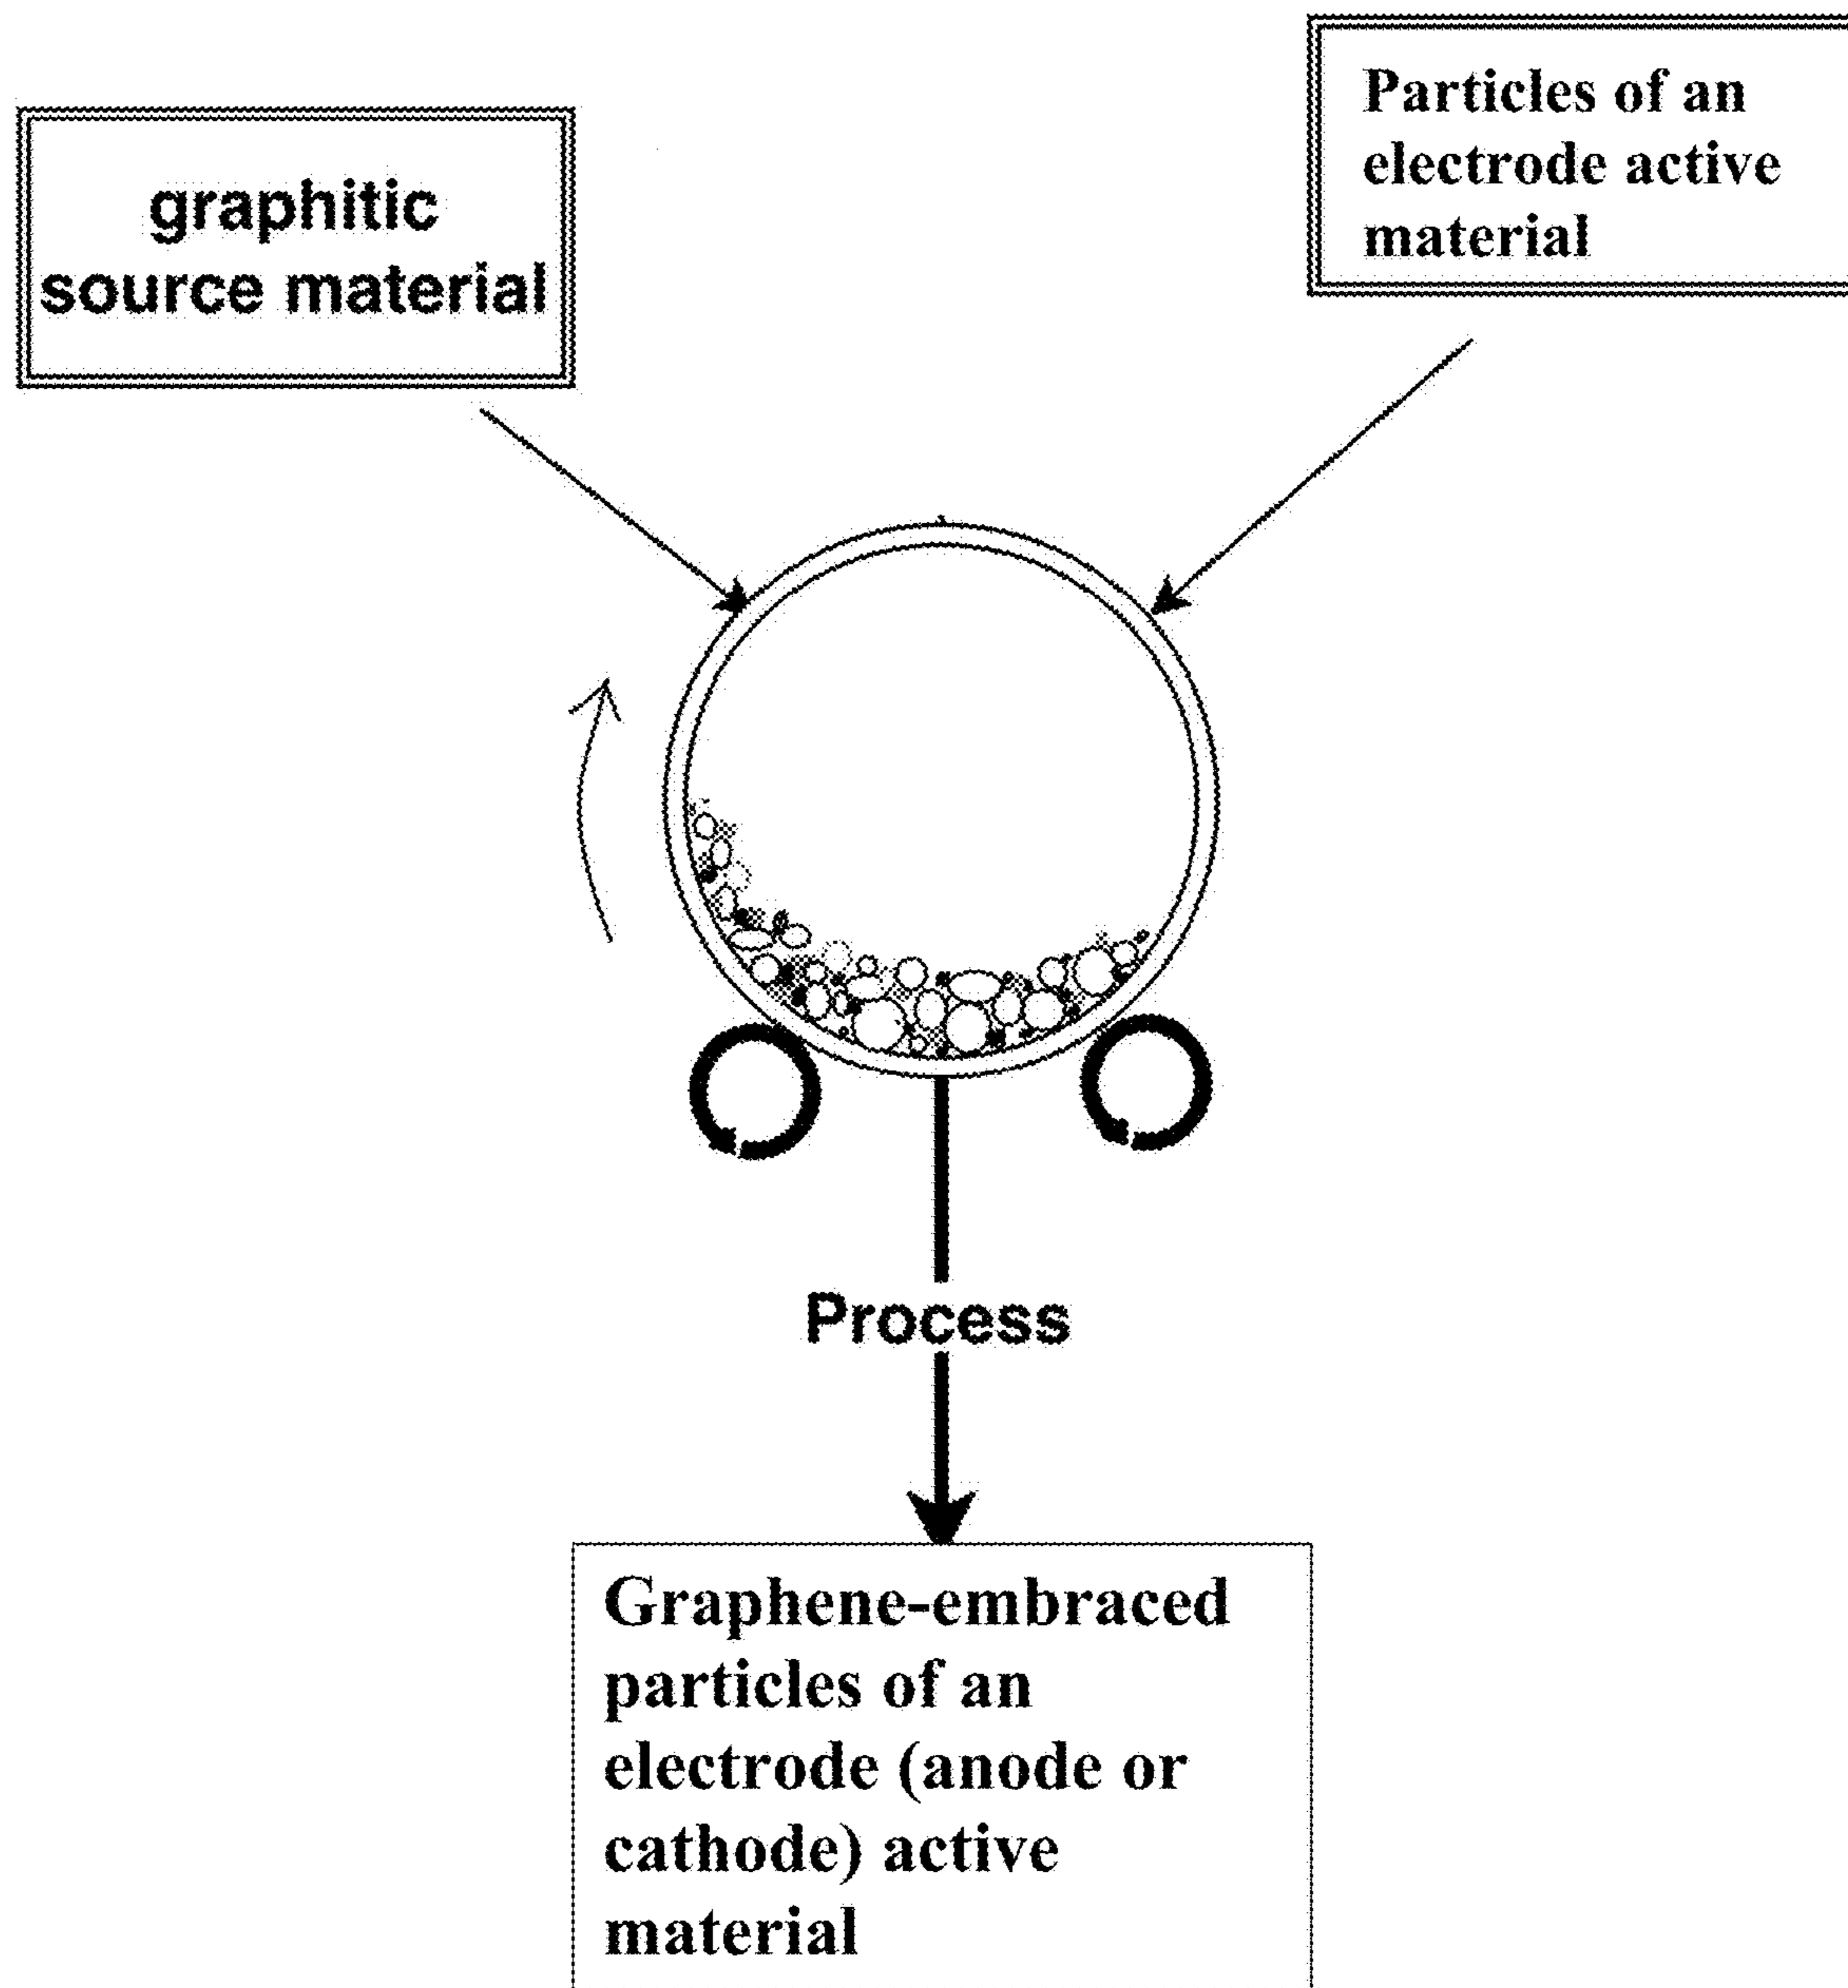 graphitic
source material
Particles of an
electrode active
material
Process
Graphene-embraced
particles of an
electrode (anode or
cathode) active
material